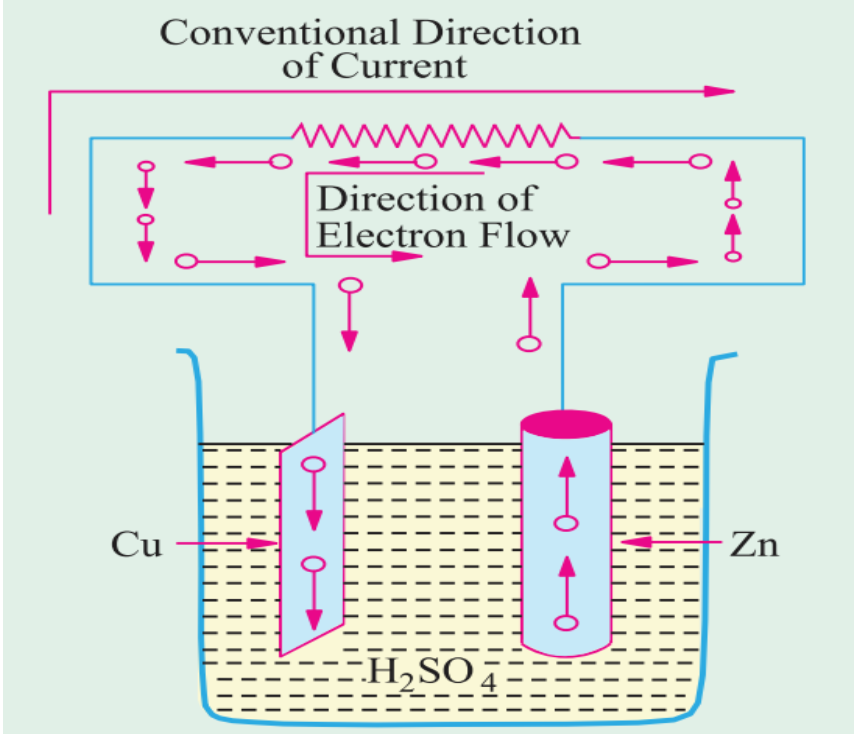 Conventional Direction
of Current
Direction of
Electron Flow
Cu
Zn
H₂SO₄